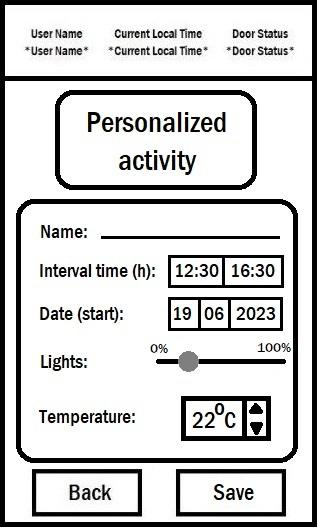 User Name Current Local Time Door Status
*User Name* *Current Local Time* *Door Status*
Personalized
activity
Name:
Interval time (h): 12:30 16:30
Date (start): 19 06 2023
0% 100%
Lights:
Temperature: 22°C
Back Save